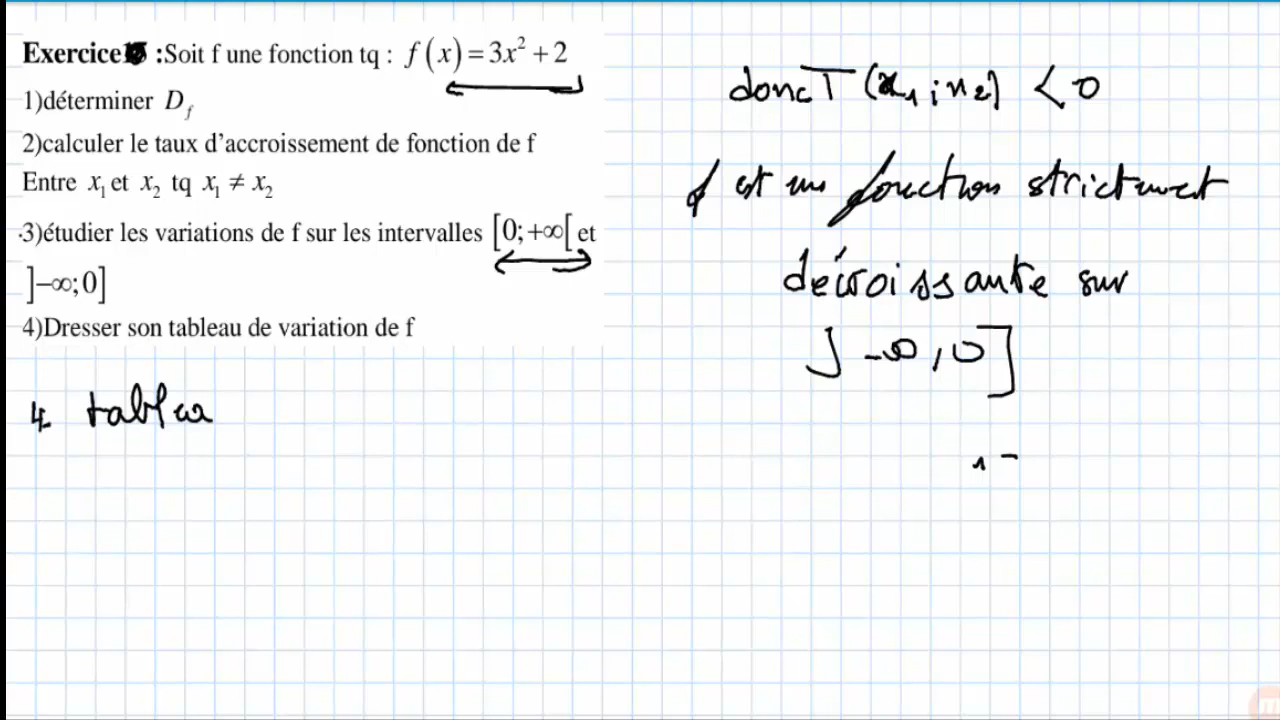 Exercice :Soit f une fonction tq : f(x) = 3x² + 2
1)déterminer D_f
2)calculer le taux d'accroissement de fonction de f
Entre x₁ et x₂ tq x₁ ≠ x₂
3)étudier les variations de f sur les intervalles [0;+∞[ et
]-∞;0]
4)Dresser son tableau de variation de f
4. tablea
donc T(x₁;x₂) < 0
f est un fonction strictement
décroissante sur
]-∞,0]